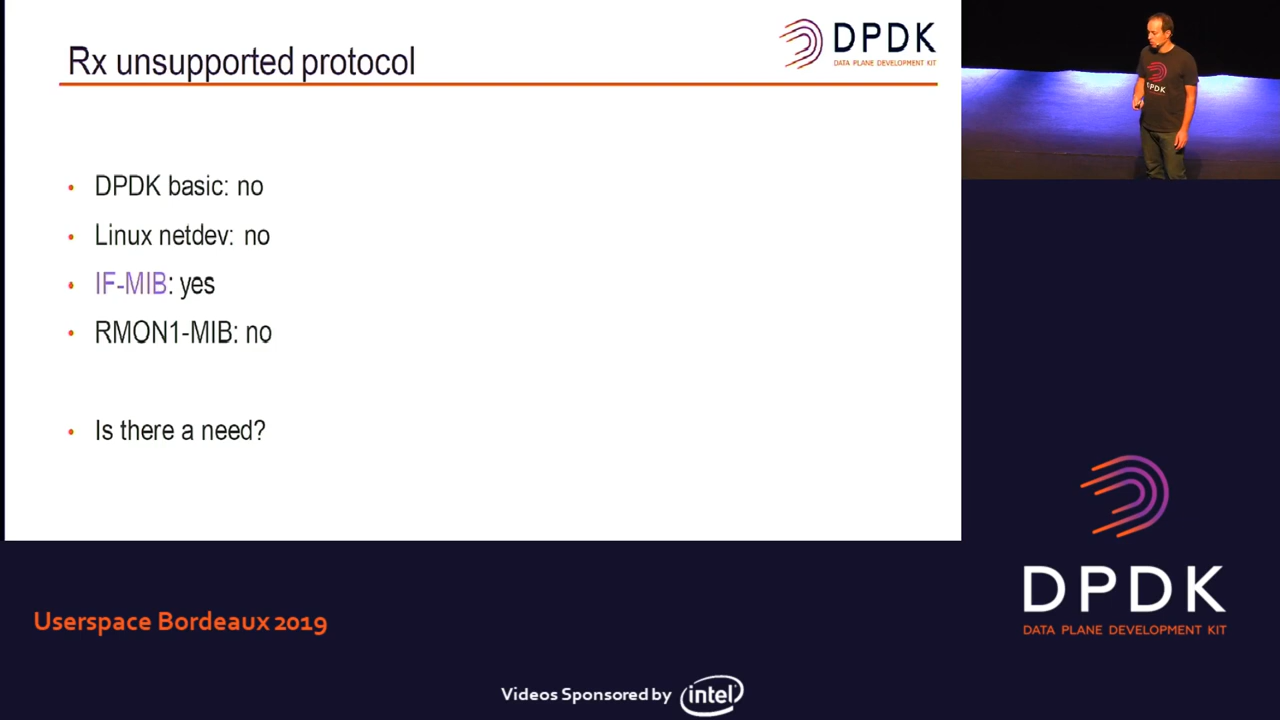 Rx unsupported protocol
DPDK
DATA PLANE DEVELOPMENT KIT
• DPDK basic: no
• Linux netdev: no
• IF-MIB: yes
• RMON1-MIB: no
• Is there a need?
DPDK
DPDK
DATA PLANE DEVELOPMENT KIT
Userspace Bordeaux 2019
Videos Sponsored by intel